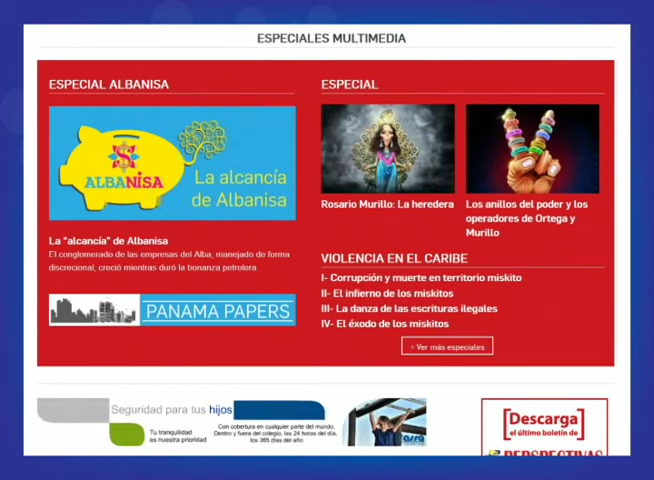 ESPECIALES MULTIMEDIA
ESPECIAL ALBANISA
ALBANISA
La alcancía
de Albanisa
La "alcancía" de Albanisa
El conglomerado de las empresas del Alba, manejado de forma
discrecional, creció mientras duró la bonanza petrolera
PANAMA PAPERS
ESPECIAL
Rosario Murillo: La heredera
Los anillos del poder y los
operadores de Ortega y
Murillo
VIOLENCIA EN EL CARIBE
I- Corrupción y muerte en territorio miskito
II- El infierno de los miskitos
III- La danza de las escrituras ilegales
IV- El éxodo de los miskitos
+ Ver más especiales
Seguridad para tus hijos
Tu tranquilidad
es nuestra prioridad
Con cobertura en cualquier parte del mundo.
Dentro y fuera del colegio, las 24 horas del día,
los 365 días del año
assa
[Descarga]
el último boletín de
PERSPECTIVAS